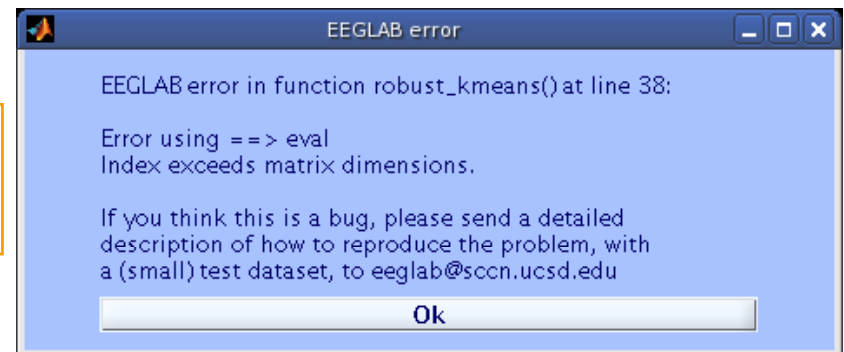 EEGLAB error
EEGLAB error in function robust_kmeans() at line 38:
Error using ==> eval
Index exceeds matrix dimensions.
If you think this is a bug, please send a detailed
description of how to reproduce the problem, with
a (small) test dataset, to eeglab@sccn.ucsd.edu
Ok